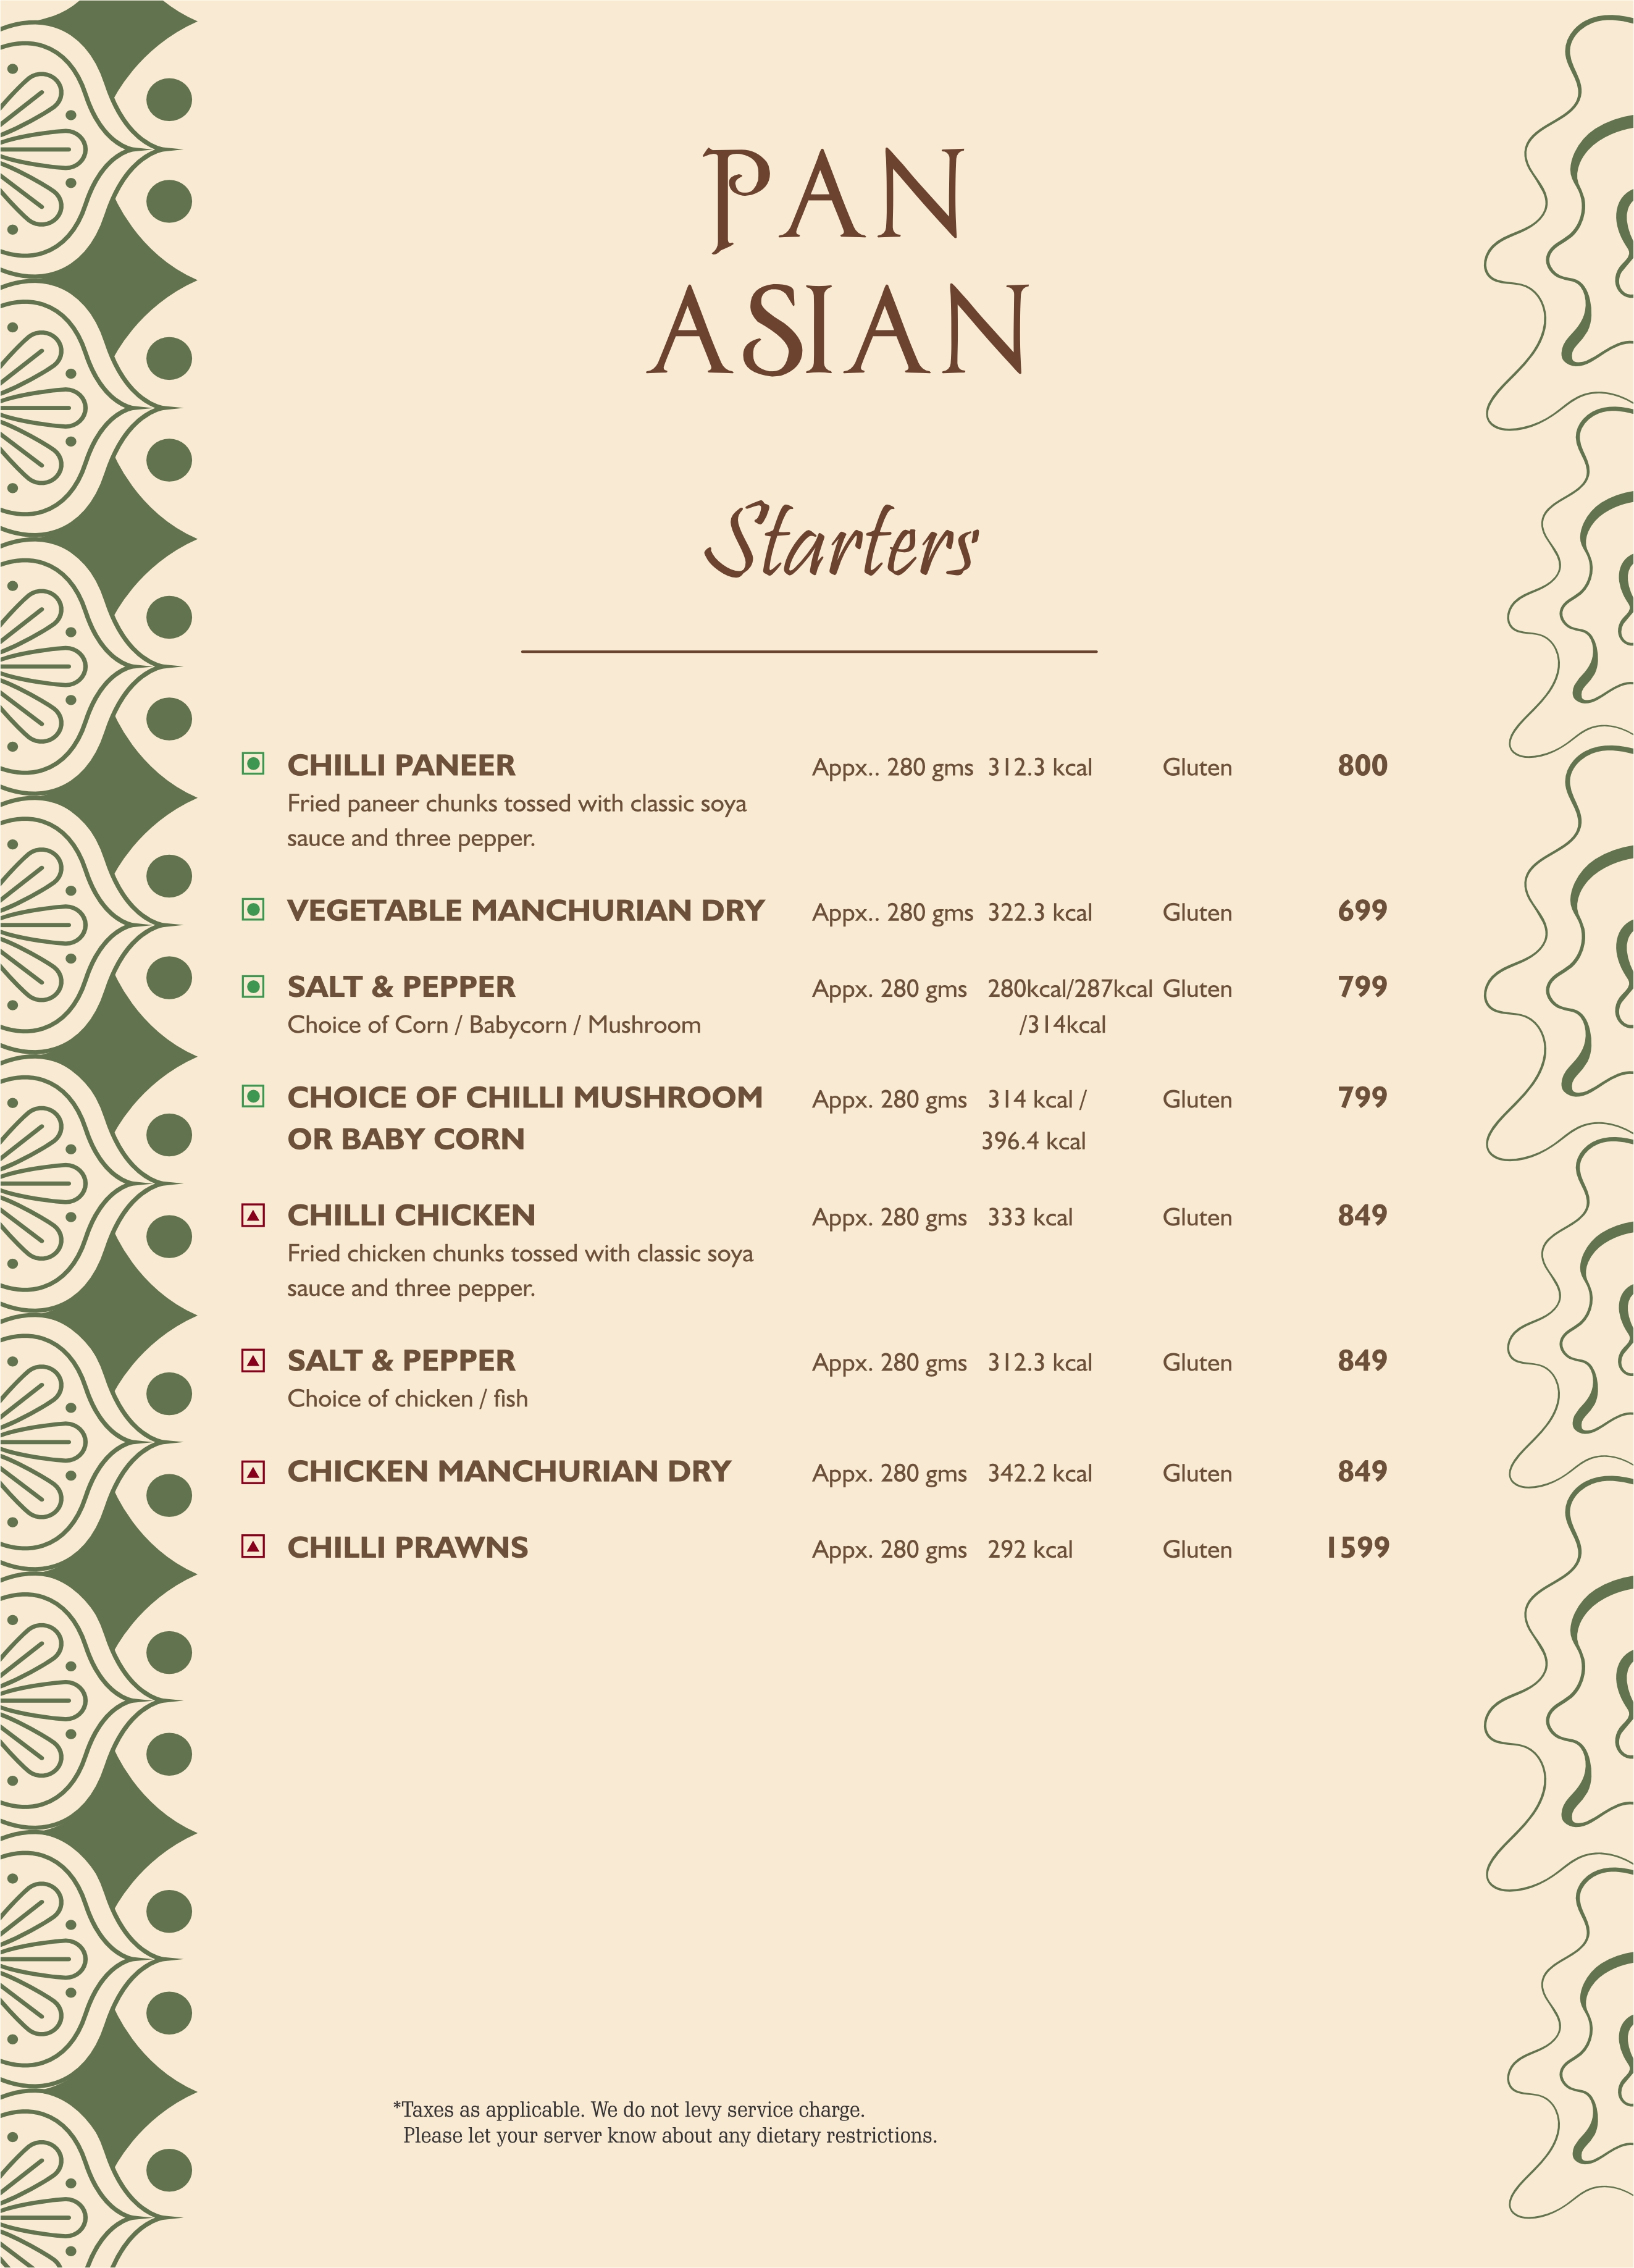 PAN
ASIAN
Starters
CHILLI PANEER Appx.. 280 gms 312.3 kcal Gluten 800
Fried paneer chunks tossed with classic soya
sauce and three pepper.
VEGETABLE MANCHURIAN DRY Appx.. 280 gms 322.3 kcal Gluten 699
SALT & PEPPER Appx. 280 gms 280kcal/287kcal Gluten 799
Choice of Corn / Babycorn / Mushroom /314kcal
CHOICE OF CHILLI MUSHROOM Appx. 280 gms 314 kcal / Gluten 799
OR BABY CORN 396.4 kcal
CHILLI CHICKEN Appx. 280 gms 333 kcal Gluten 849
Fried chicken chunks tossed with classic soya
sauce and three pepper.
SALT & PEPPER Appx. 280 gms 312.3 kcal Gluten 849
Choice of chicken / fish
CHICKEN MANCHURIAN DRY Appx. 280 gms 342.2 kcal Gluten 849
CHILLI PRAWNS Appx. 280 gms 292 kcal Gluten 1599
*Taxes as applicable. We do not levy service charge.
Please let your server know about any dietary restrictions.